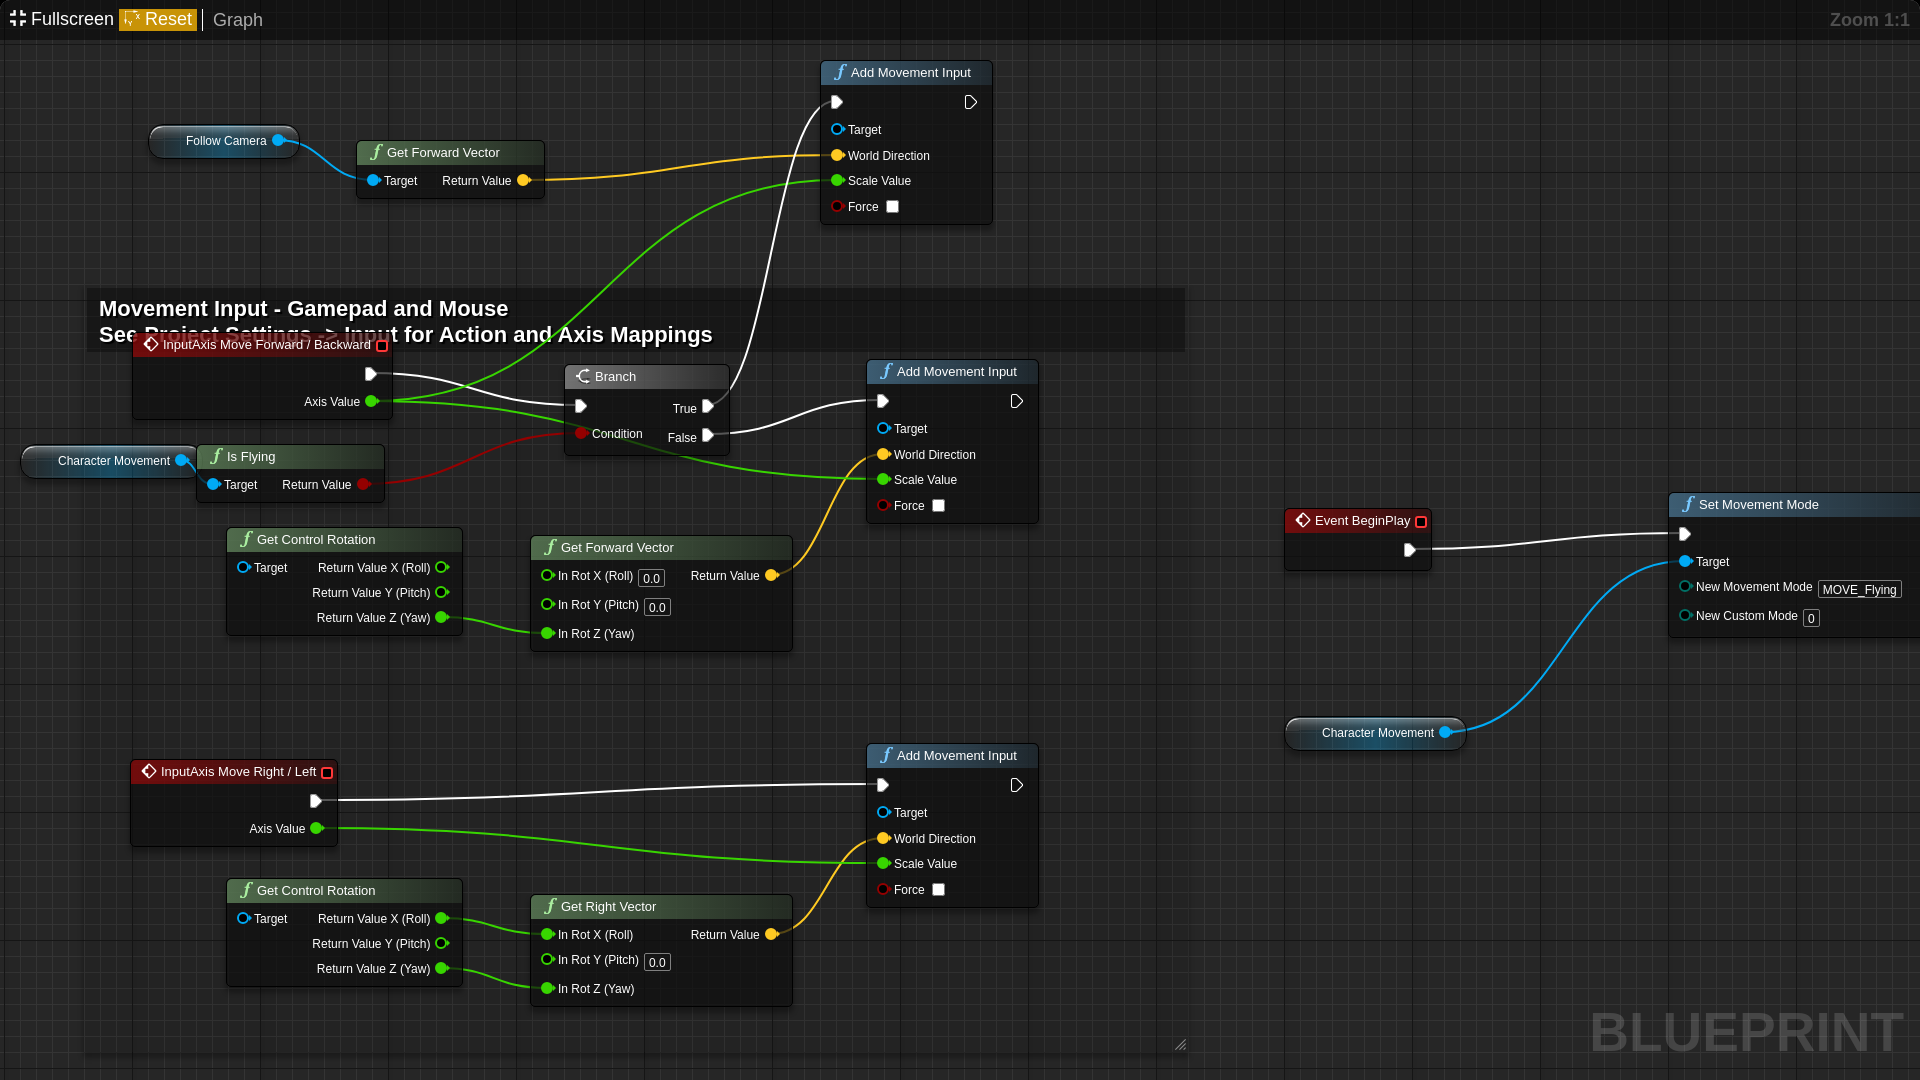 Fullscreen Reset Graph
Zoom 1:1
Add Movement Input
Target
World Direction
Scale Value
Force
Follow Camera
Get Forward Vector
Target Return Value
Movement Input - Gamepad and Mouse
See Project Settings -> Input for Action and Axis Mappings
InputAxis Move Forward / Backward
Axis Value
Branch
True
Condition
False
Add Movement Input
Target
World Direction
Scale Value
Force
Character Movement
Is Flying
Target Return Value
Get Control Rotation
Target Return Value X (Roll)
Return Value Y (Pitch)
Return Value Z (Yaw)
Get Forward Vector
In Rot X (Roll) 0.0 Return Value
In Rot Y (Pitch) 0.0
In Rot Z (Yaw)
Event BeginPlay
Set Movement Mode
Target
New Movement Mode MOVE_Flying
New Custom Mode 0
Character Movement
InputAxis Move Right / Left
Axis Value
Add Movement Input
Target
World Direction
Scale Value
Force
Get Control Rotation
Target Return Value X (Roll)
Return Value Y (Pitch)
Return Value Z (Yaw)
Get Right Vector
In Rot X (Roll) Return Value
In Rot Y (Pitch) 0.0
In Rot Z (Yaw)
BLUEPRINT